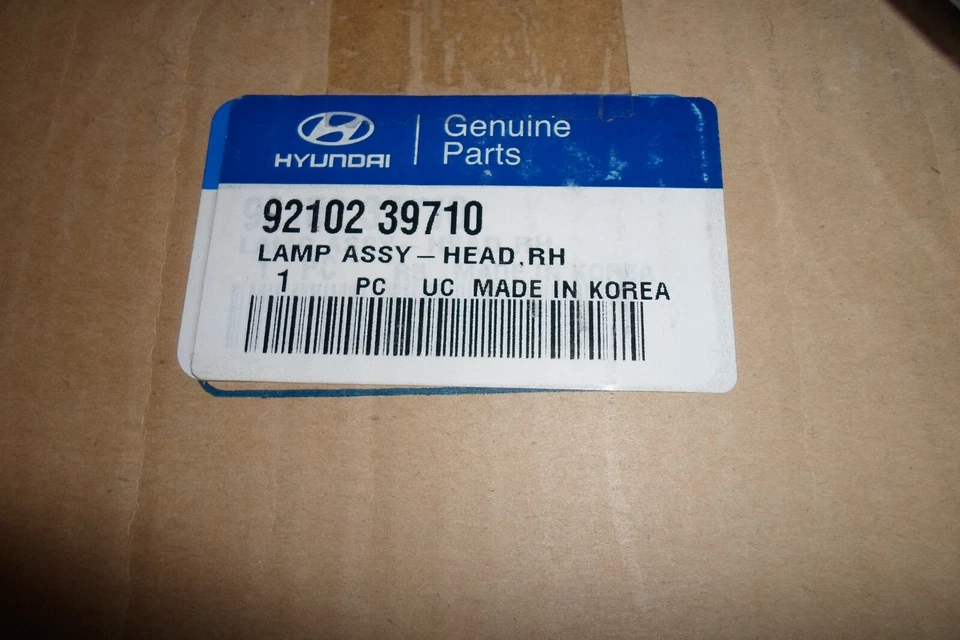 HYUNDAI
Genuine
Parts
92102 39710
LAMP ASSY-HEAD,RH
1 PC UC MADE IN KOREA